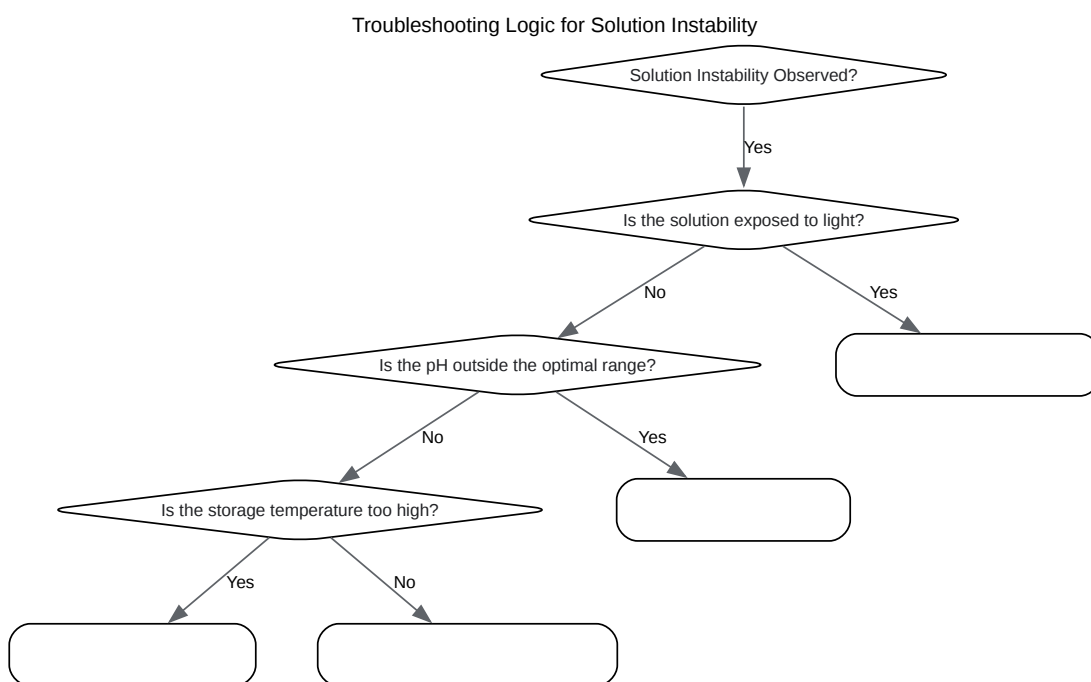 Troubleshooting Logic for Solution Instability
Solution Instability Observed?
Yes
Is the solution exposed to light?
No
Yes
Is the pH outside the optimal range?
No
Yes
Is the storage temperature too high?
Yes
No